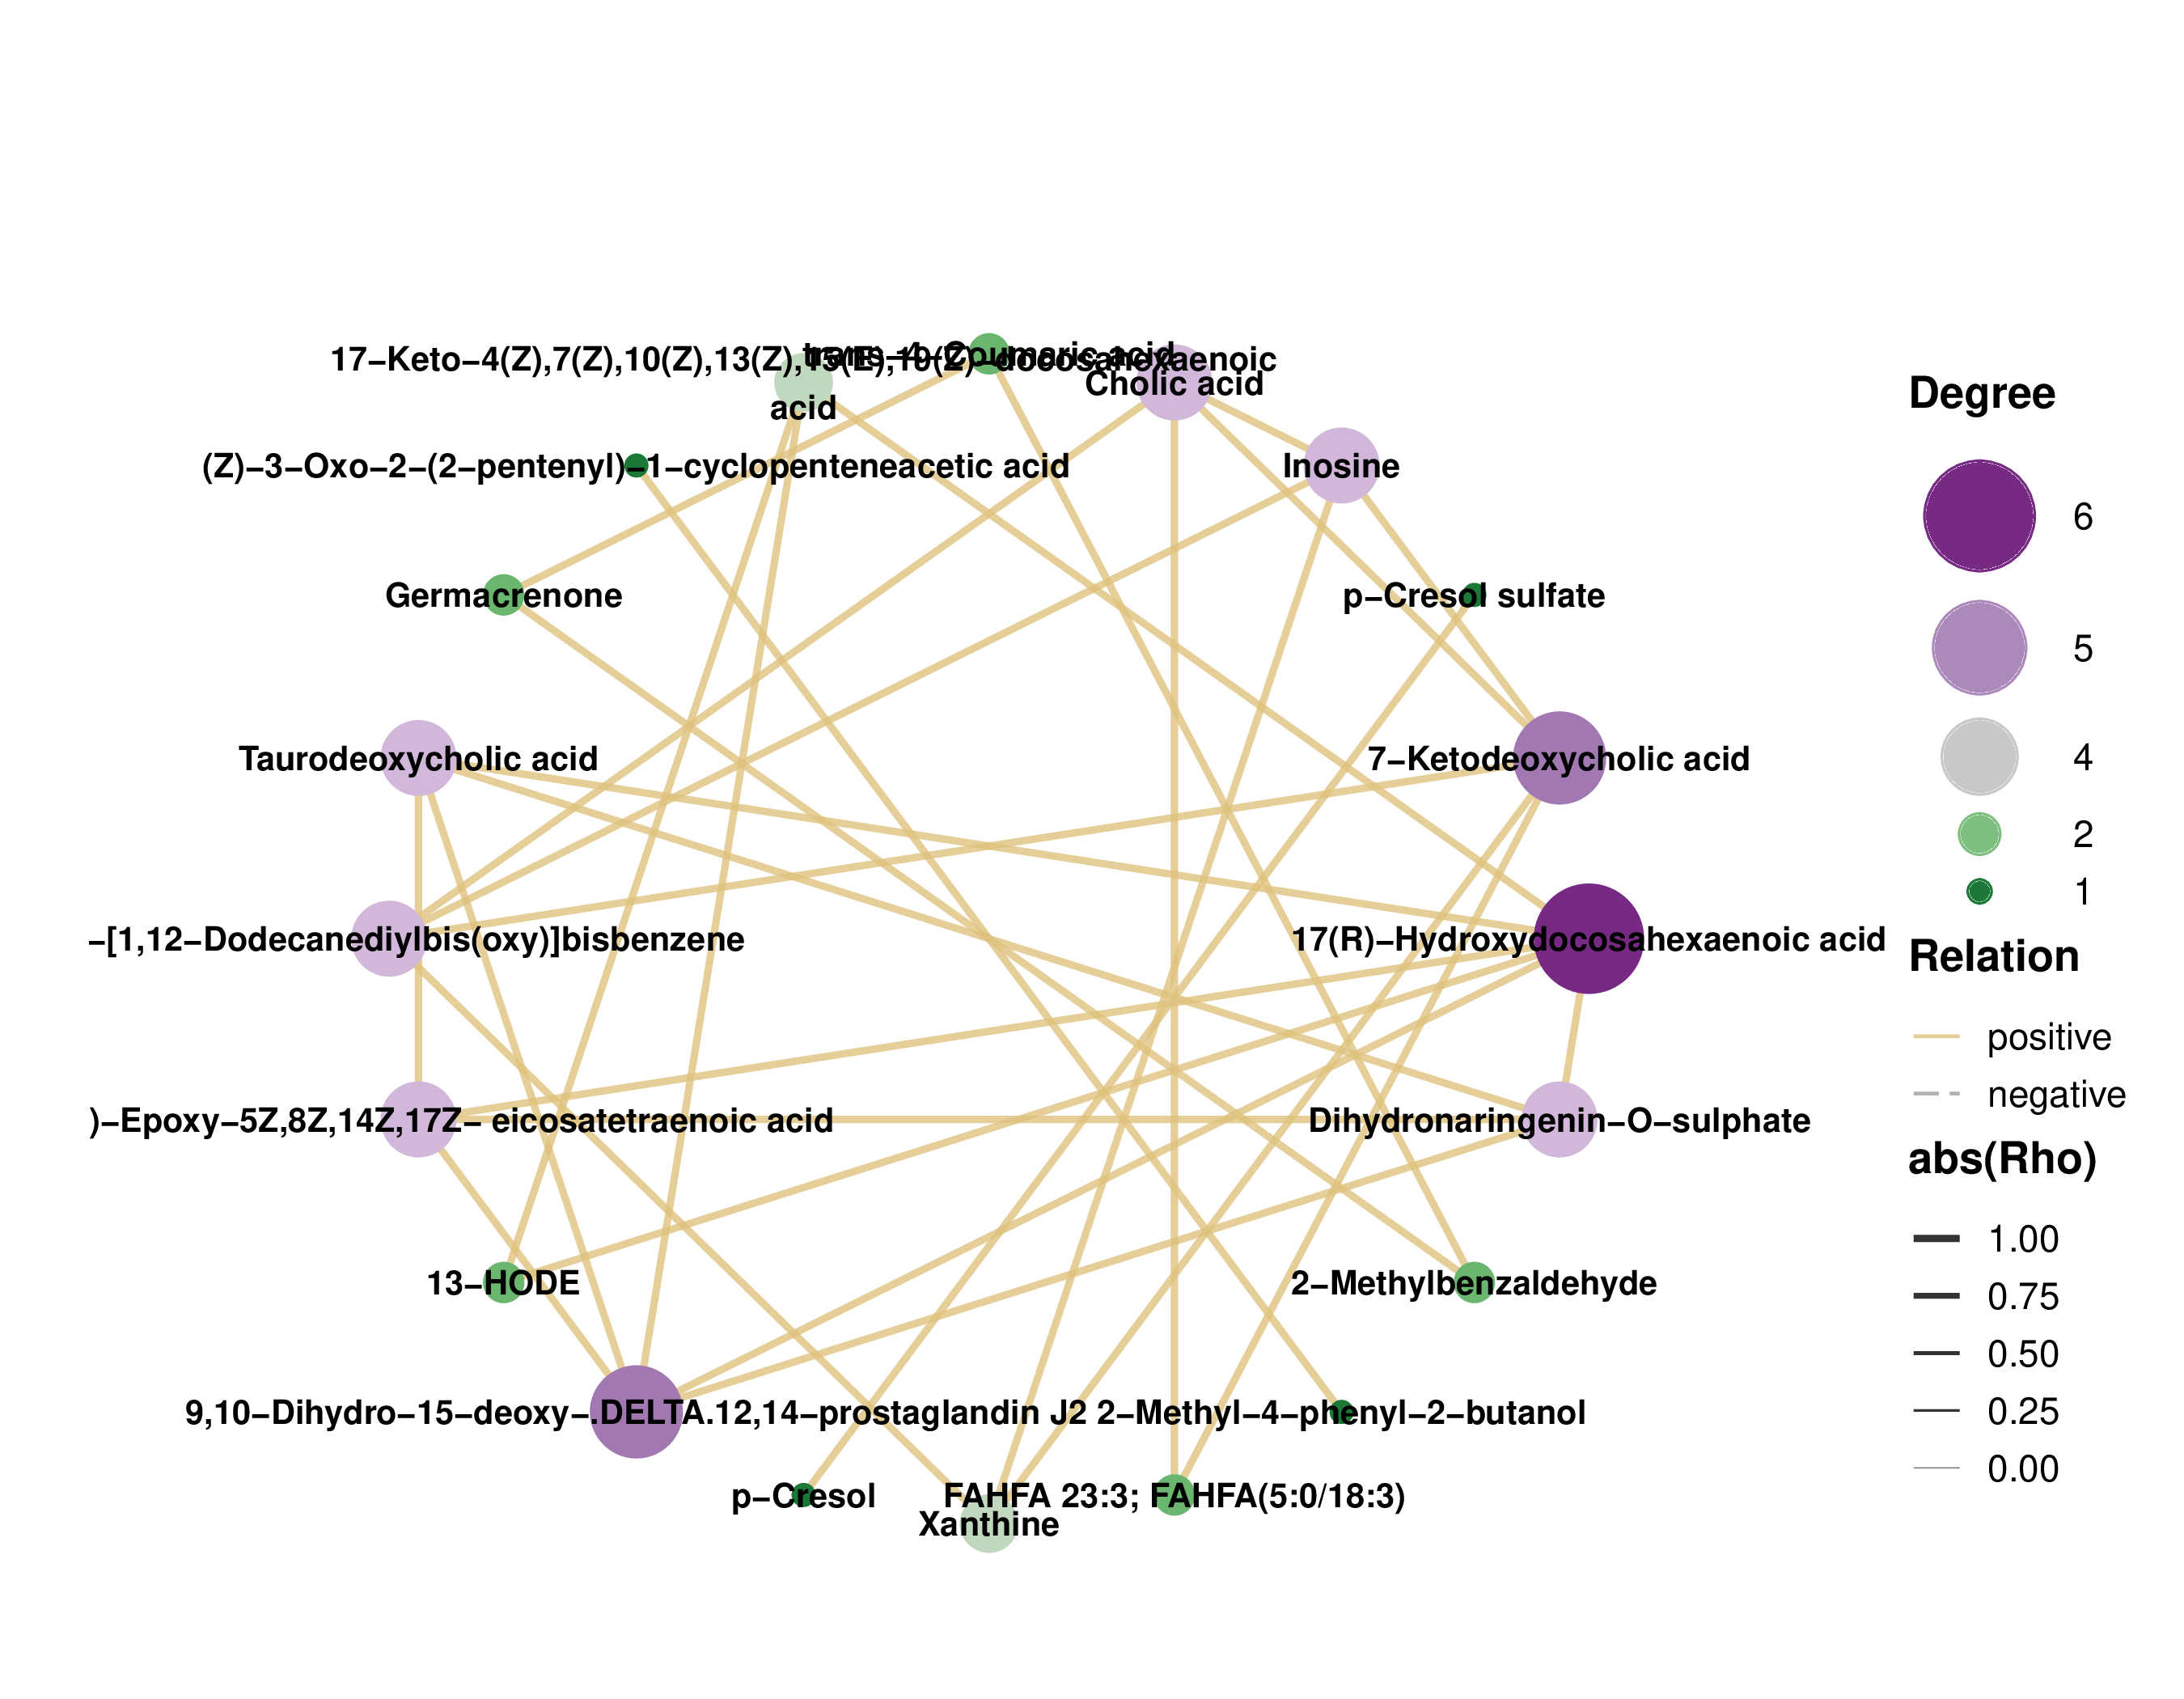 17−Keto−4(Z),7(Z),10(Z),13(Z),15(E),19(Z)−docosahexaenoic
acid
trans−4−Coumaric acid
Cholic acid
(Z)−3−Oxo−2−(2−pentenyl)−1−cyclopenteneacetic acid
Inosine
Germacrenone
p−Cresol sulfate
Taurodeoxycholic acid
7−Ketodeoxycholic acid
−[1,12−Dodecanediylbis(oxy)]bisbenzene
17(R)−Hydroxydocosahexaenoic acid
)−Epoxy−5Z,8Z,14Z,17Z− eicosatetraenoic acid
Dihydronaringenin−O−sulphate
13−HODE
2−Methylbenzaldehyde
9,10−Dihydro−15−deoxy−.DELTA.12,14−prostaglandin J2
2−Methyl−4−phenyl−2−butanol
p−Cresol
FAHFA 23:3; FAHFA(5:0/18:3)
Xanthine
Degree
6
5
4
2
1
Relation
positive
negative
abs(Rho)
1.00
0.75
0.50
0.25
0.00